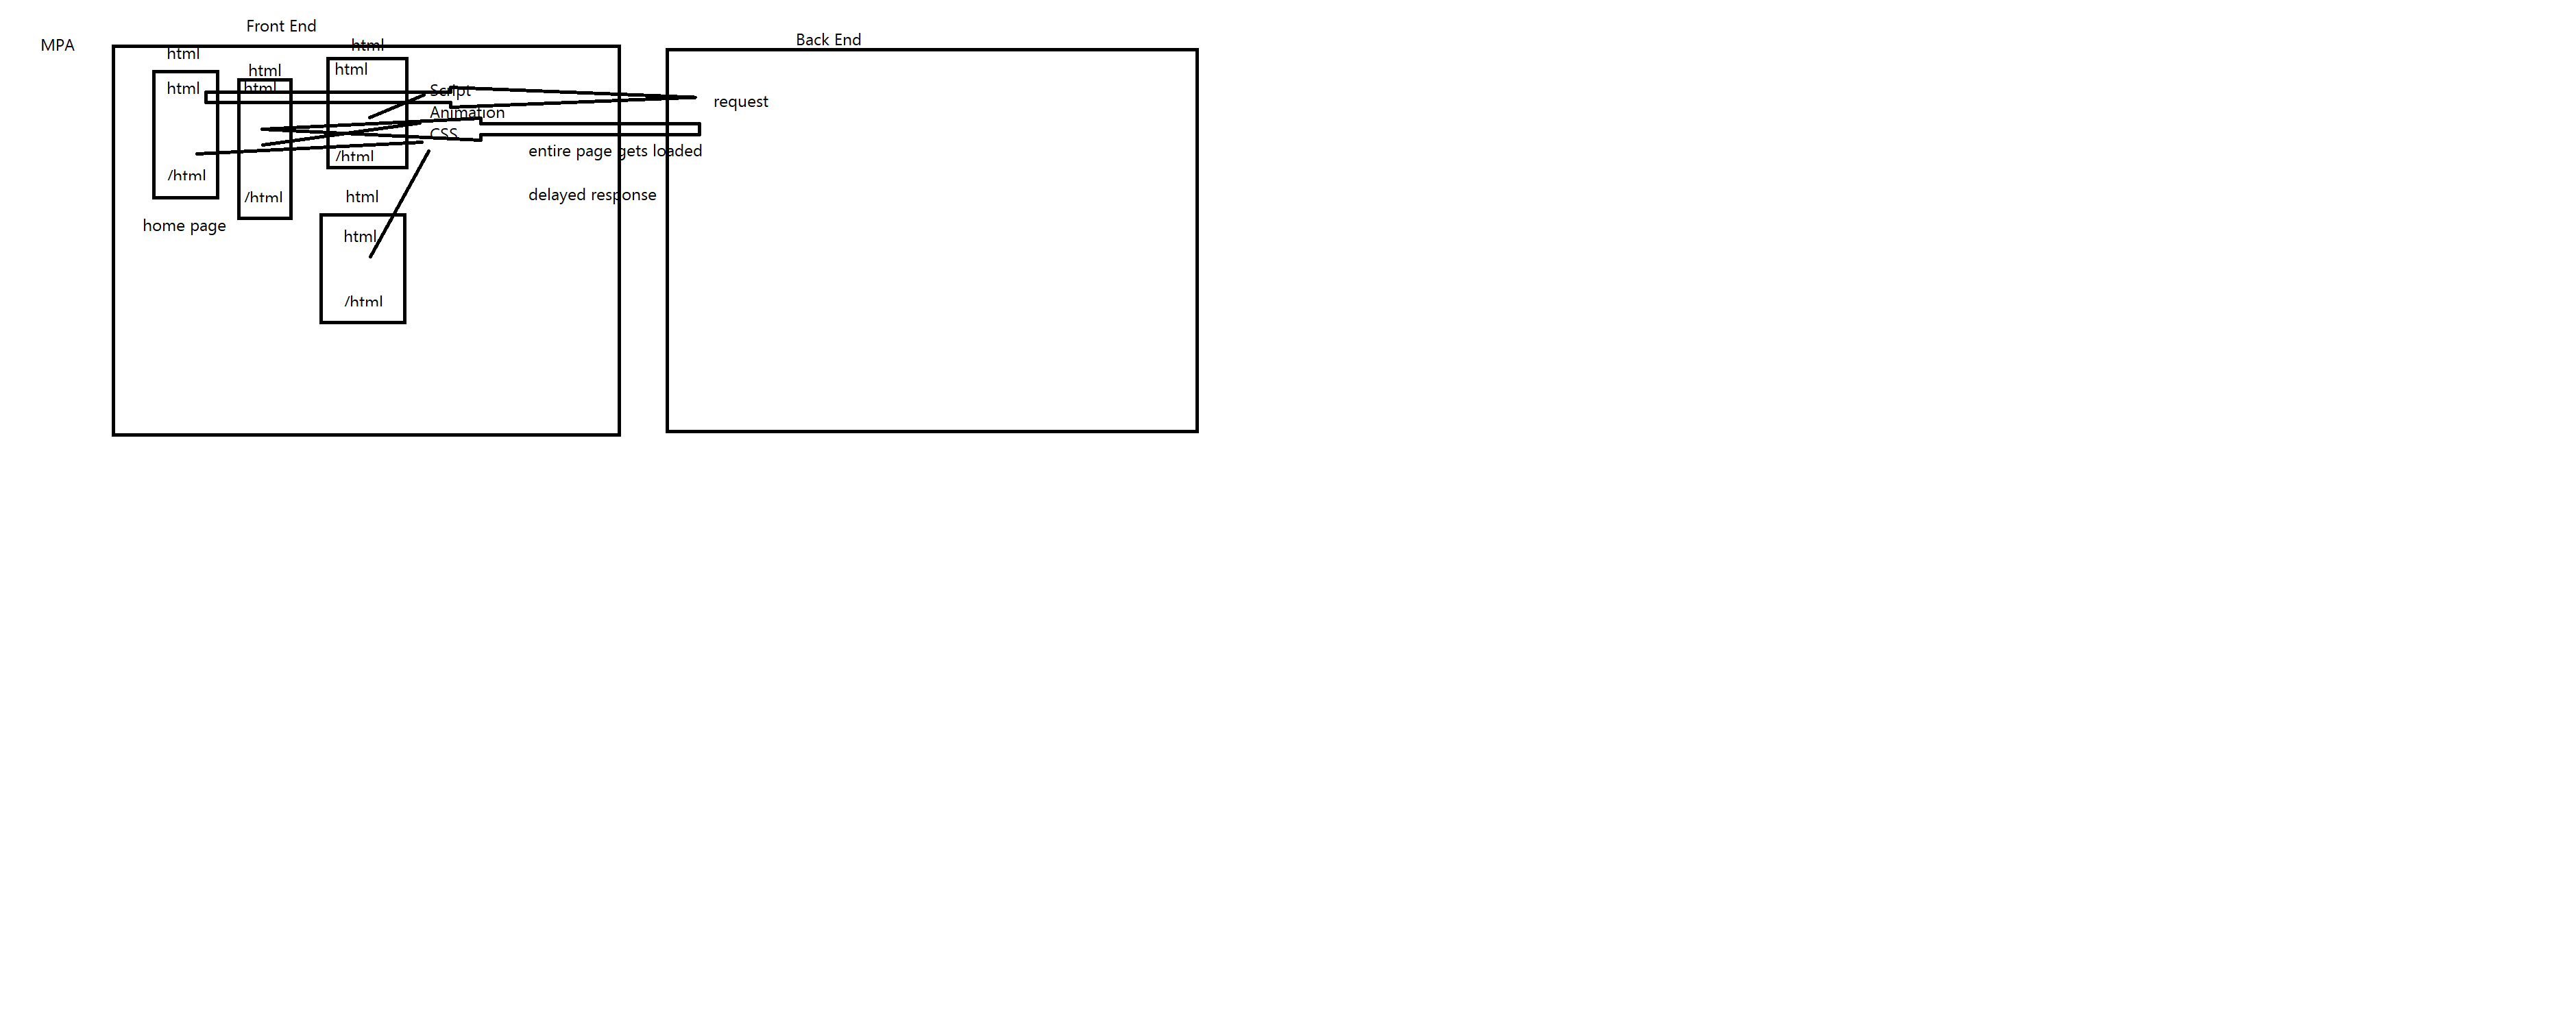 Front End
MPA
Back End
html
html
html
html
html
html
html
Script
Animation
CSS
request
/html
/html
/html
entire page gets loaded
delayed response
home page
html
html
/html